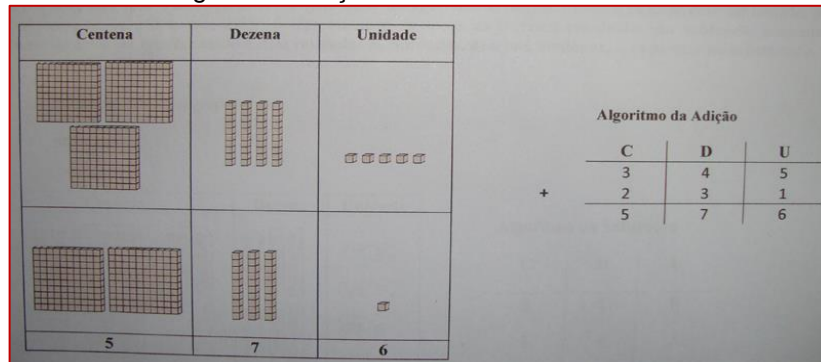 Centena Dezena Unidade
5 7 6
Algoritmo da Adição
C D U
3 4 5
+ 2 3 1
5 7 6